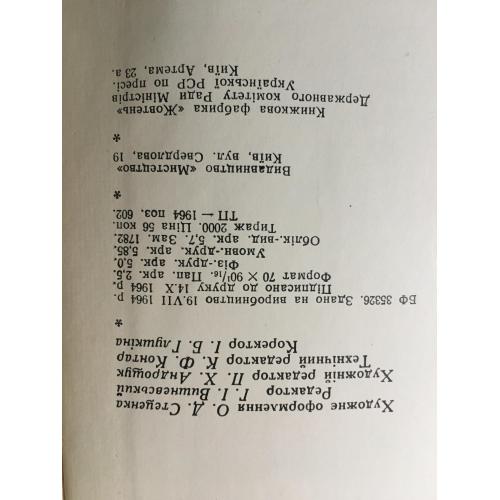 Художнє оформлення О. Д. Стеценка
Редактор Г. І. Вишневський
Художній редактор П. Х. Андрощук
Технічний редактор К. Ф. Контар
Коректор І. Б. Глушкіна
*
БФ 35326. Здано на виробництво 19.VII 1964 р.
Підписано до друку 14.X 1964 р.
Формат 70 × 90/16. Пап. арк. 2,5.
Фіз.-друк. арк. 5,0.
Умовн.-друк. арк. 5,85.
Облік.-вид. арк. 5,7. Зам. 1782.
Тираж 2000. Ціна 56 коп.
ТП — 1964 р. поз. 602.
*
Видавництво «Мистецтво»
Київ, вул. Свердлова, 19
*
Книжкова фабрика «Жовтень»
Державного комітету Ради Міністрів
Української РСР по пресі.
Київ, Артема, 23 а.